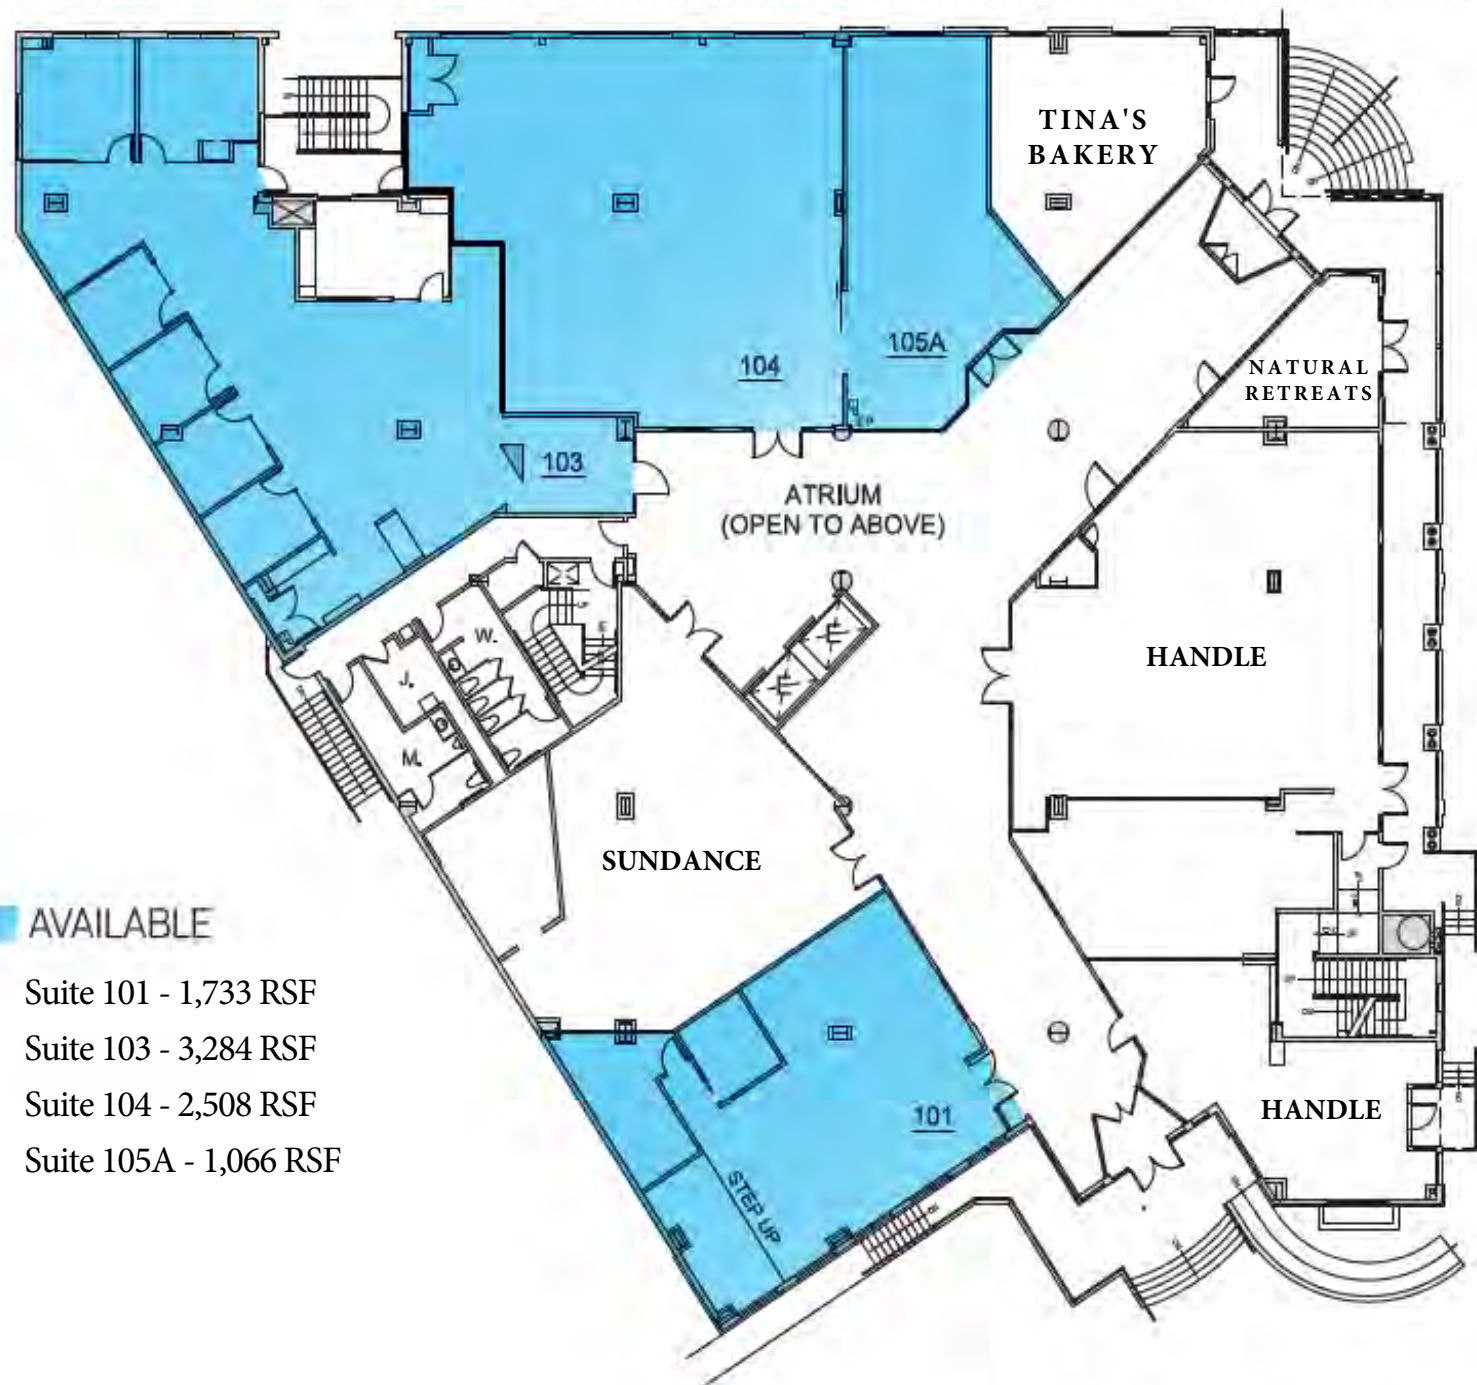 TINA'S
BAKERY
105A
104
NATURAL
RETREATS
103
ATRIUM
(OPEN TO ABOVE)
W.
J.
M.
HANDLE
SUNDANCE
AVAILABLE
Suite 101 - 1,733 RSF
Suite 103 - 3,284 RSF
Suite 104 - 2,508 RSF
Suite 105A - 1,066 RSF
101
HANDLE
STEP UP